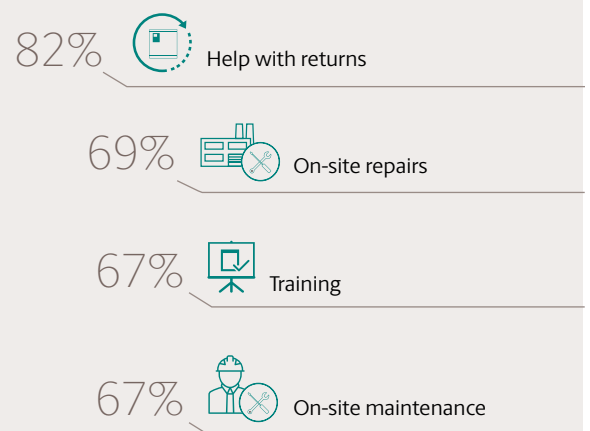 82% Help with returns
69% On-site repairs
67% Training
67% On-site maintenance